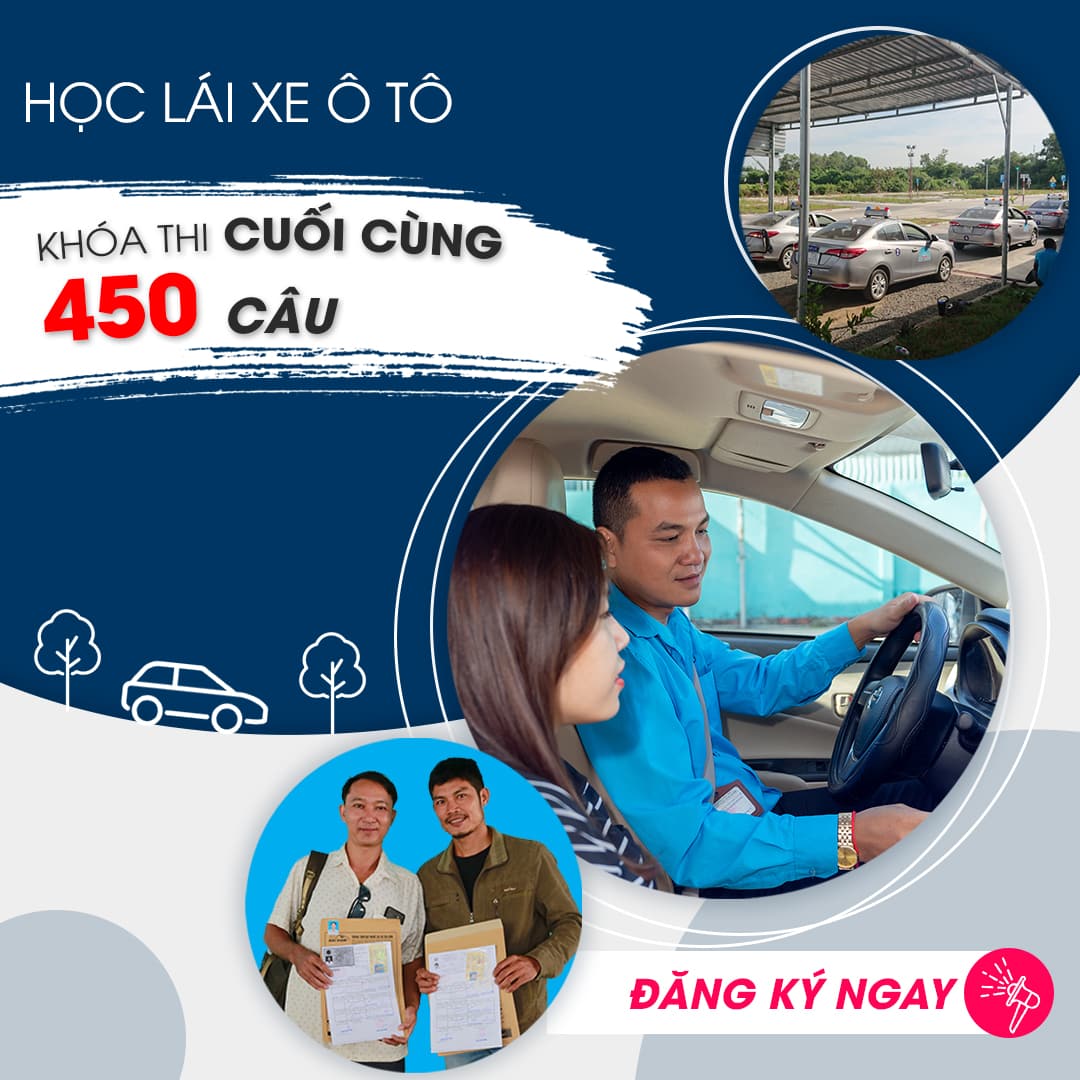 HỌC LÁI XE Ô TÔ
KHÓA THI CUỐI CÙNG
450 CÂU
ĐĂNG KÝ NGAY